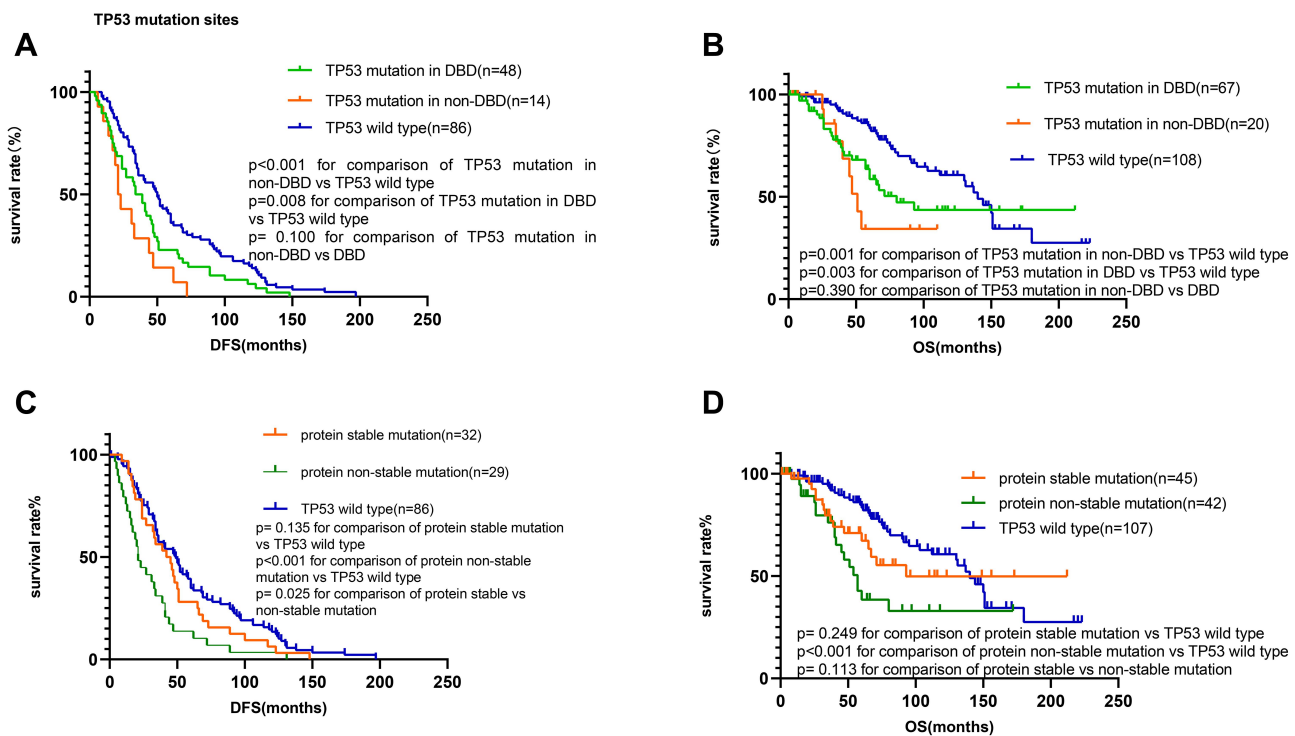 TP53 mutation sites
A
TP53 mutation in DBD(n=48)
TP53 mutation in non-DBD(n=14)
TP53 wild type(n=86)
p<0.001 for comparison of TP53 mutation in
non-DBD vs TP53 wild type
p=0.008 for comparison of TP53 mutation in DBD
vs TP53 wild type
p= 0.100 for comparison of TP53 mutation in
non-DBD vs DBD
survival rate (%)
100
50
0
0 50 100 150 200 250
DFS(months)
B
TP53 mutation in DBD(n=67)
TP53 mutation in non-DBD(n=20)
TP53 wild type(n=108)
p=0.001 for comparison of TP53 mutation in non-DBD vs TP53 wild type
p=0.003 for comparison of TP53 mutation in DBD vs TP53 wild type
p=0.390 for comparison of TP53 mutation in non-DBD vs DBD
survival rate（%）
100
50
0
0 50 100 150 200 250
OS(months)
C
protein stable mutation(n=32)
protein non-stable mutation(n=29)
TP53 wild type(n=86)
p= 0.135 for comparison of protein stable mutation
vs TP53 wild type
p<0.001 for comparison of protein non-stable
mutation vs TP53 wild type
p= 0.025 for comparison of protein stable vs
non-stable mutation
survival rate%
100
50
0
0 50 100 150 200 250
DFS(months)
D
protein stable mutation(n=45)
protein non-stable mutation(n=42)
TP53 wild type(n=107)
p= 0.249 for comparison of protein stable mutation vs TP53 wild type
p<0.001 for comparison of protein non-stable mutation vs TP53 wild type
p= 0.113 for comparison of protein stable vs non-stable mutation
survival rate%
100
50
0
0 50 100 150 200 250
OS(months)